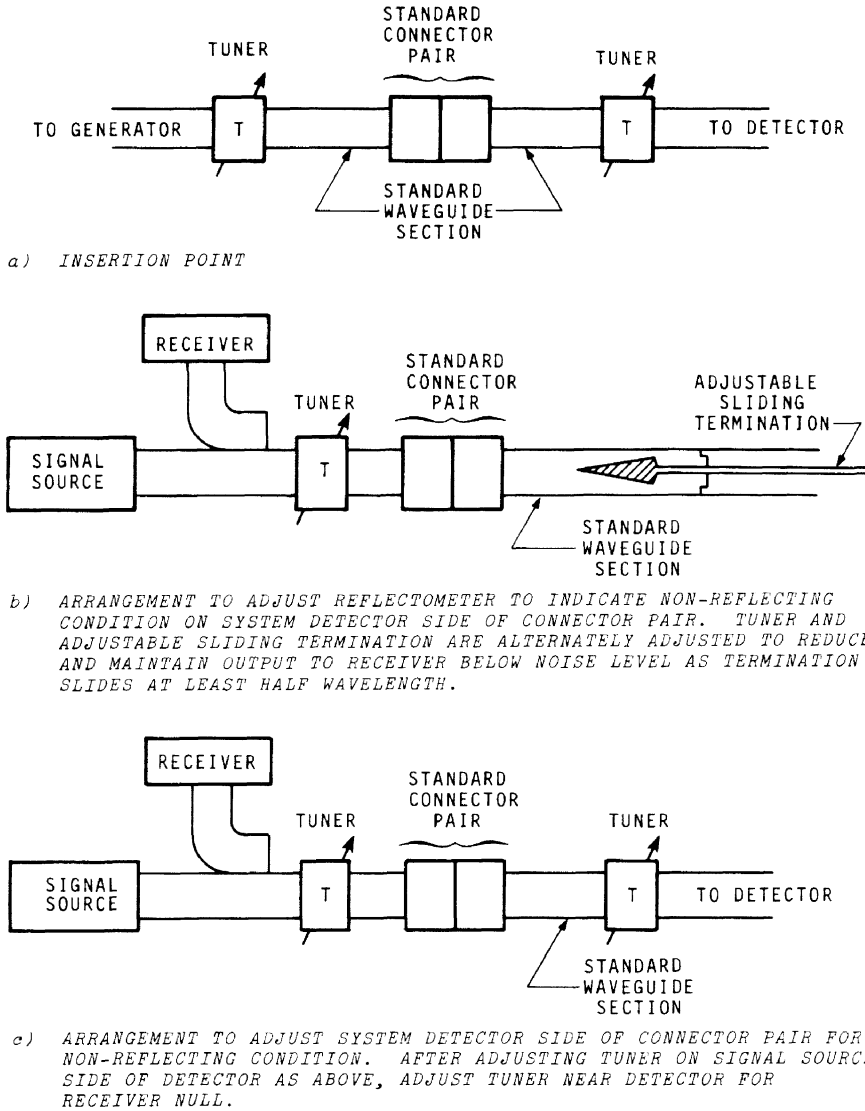 STANDARD
CONNECTOR
PAIR
TUNER
TUNER
TO GENERATOR
T
T
TO DETECTOR
STANDARD
WAVEGUIDE
SECTION
a) INSERTION POINT
RECEIVER
STANDARD
CONNECTOR
PAIR
ADJUSTABLE
SLIDING
TERMINATION
TUNER
SIGNAL
SOURCE
T
STANDARD
WAVEGUIDE
SECTION
b) ARRANGEMENT TO ADJUST REFLECTOMETER TO INDICATE NON-REFLECTING
CONDITION ON SYSTEM DETECTOR SIDE OF CONNECTOR PAIR. TUNER AND
ADJUSTABLE SLIDING TERMINATION ARE ALTERNATELY ADJUSTED TO REDUCE
AND MAINTAIN OUTPUT TO RECEIVER BELOW NOISE LEVEL AS TERMINATION
SLIDES AT LEAST HALF WAVELENGTH.
RECEIVER
STANDARD
CONNECTOR
PAIR
TUNER
TUNER
SIGNAL
SOURCE
T
T
TO DETECTOR
STANDARD
WAVEGUIDE
SECTION
c) ARRANGEMENT TO ADJUST SYSTEM DETECTOR SIDE OF CONNECTOR PAIR FOR
NON-REFLECTING CONDITION. AFTER ADJUSTING TUNER ON SIGNAL SOURCE
SIDE OF DETECTOR AS ABOVE, ADJUST TUNER NEAR DETECTOR FOR
RECEIVER NULL.